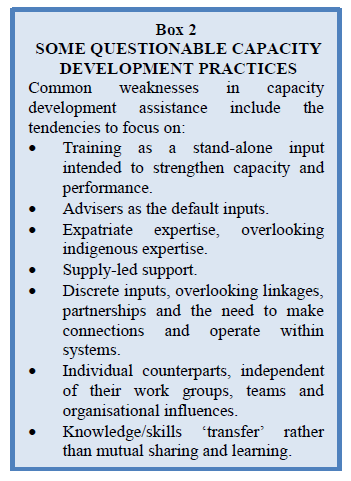 Box 2
SOME QUESTIONABLE CAPACITY
DEVELOPMENT PRACTICES
Common weaknesses in capacity
development assistance include the
tendencies to focus on:
• Training as a stand-alone input
intended to strengthen capacity and
performance.
• Advisers as the default inputs.
• Expatriate expertise, overlooking
indigenous expertise.
• Supply-led support.
• Discrete inputs, overlooking linkages,
partnerships and the need to make
connections and operate within
systems.
• Individual counterparts, independent
of their work groups, teams and
organisational influences.
• Knowledge/skills ‘transfer’ rather
than mutual sharing and learning.